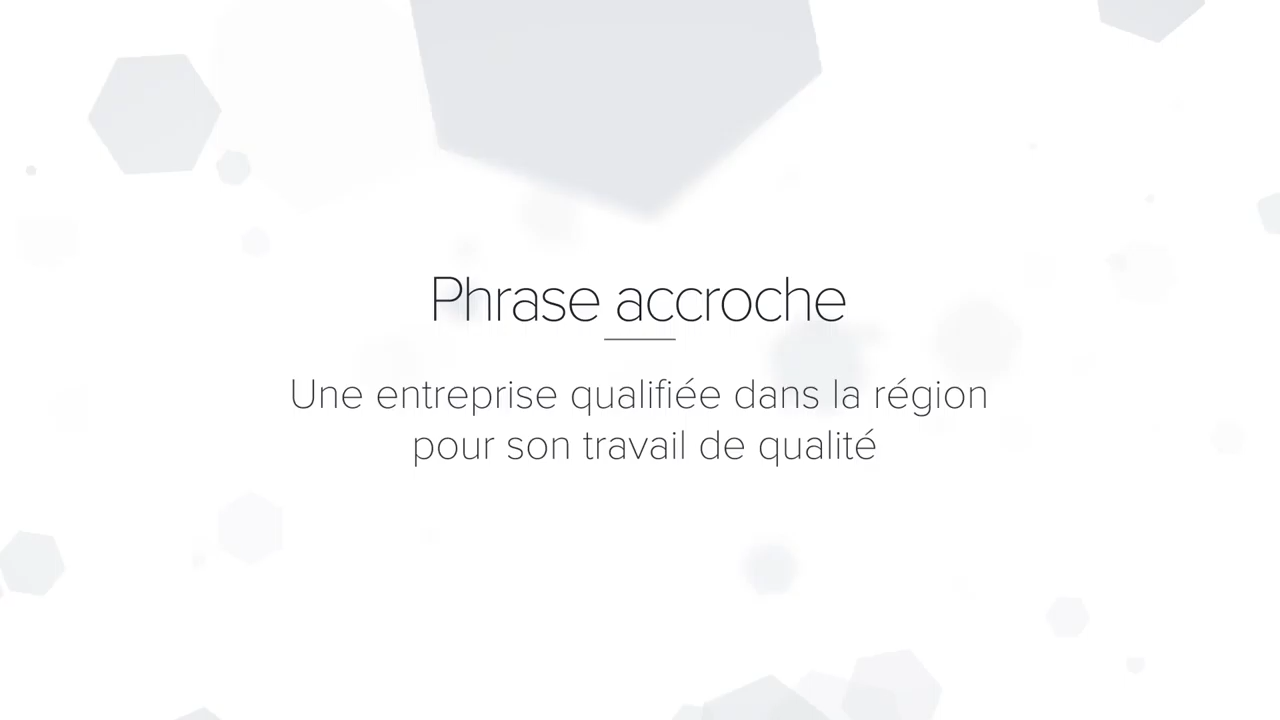 Phrase accroche
Une entreprise qualifiée dans la région
pour son travail de qualité